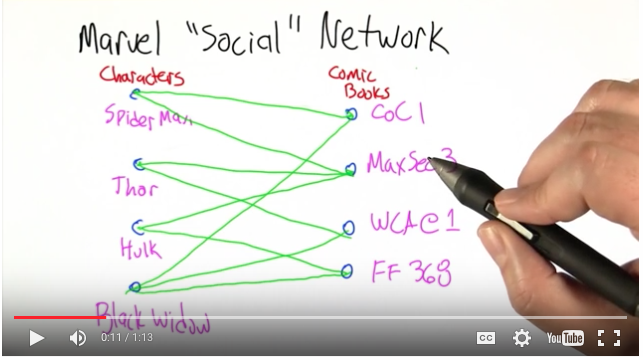 Marvel "Social" Network
Characters
Comic
Books
Spider Man
CoC 1
MaxSec 3
Thor
WCA@1
Hulk
FF 369
Black Widow
0:11 / 1:13
CC
YouTube